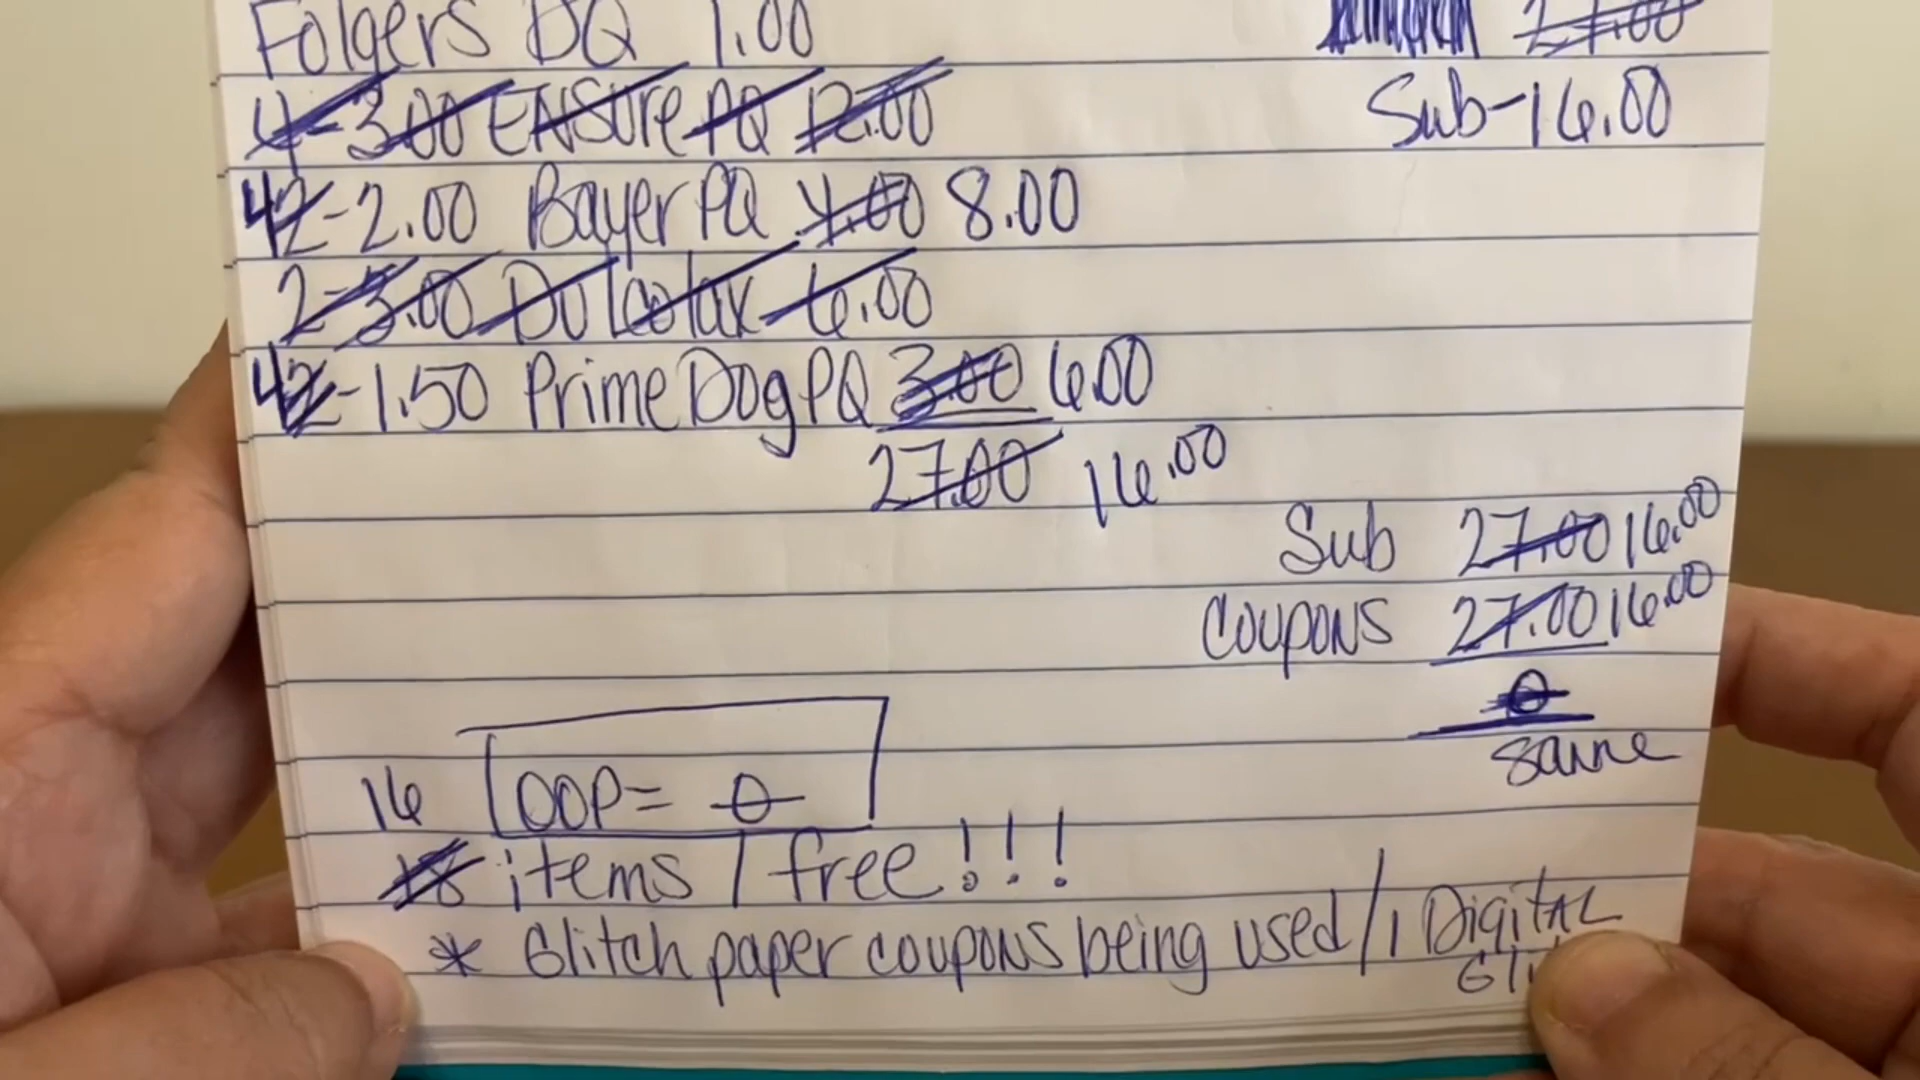 Folgers DQ 1.00 27.00
4-3.00 ENSure PQ 12.00 Sub-16.00
42-2.00 Bayer PQ 4.00 8.00
2-3.00 Dulcolax 6.00
42-1.50 Prime Dog PQ 3.00 6.00
27.00 16.00
Sub 27.00 16.00
Coupons 27.00 16.00
0
same
16 OOP= 0
18 items / free!!!
* Glitch paper coupons being used / 1 Digital